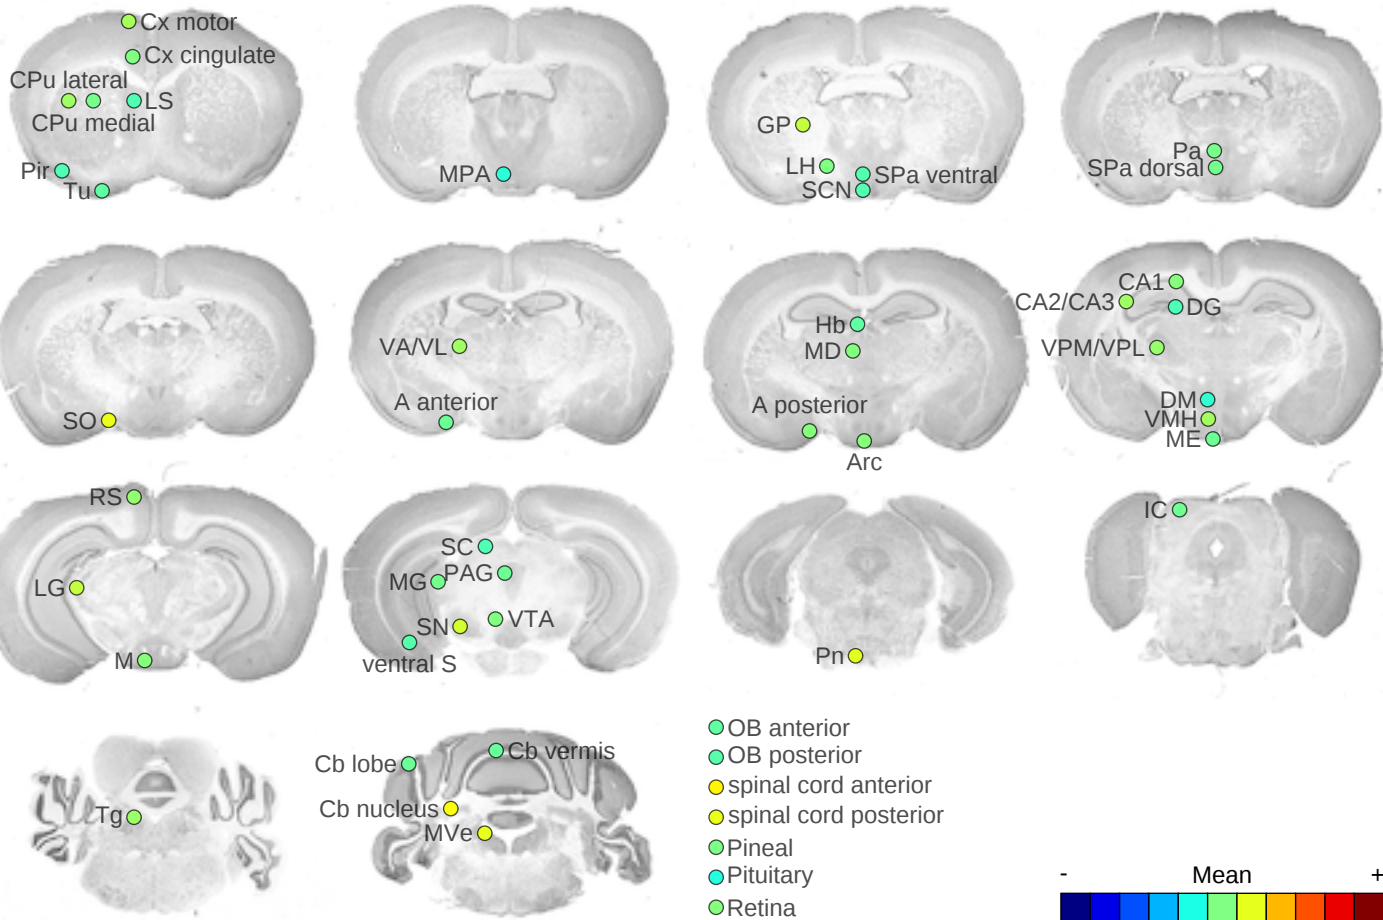 Cx motor
Cx cingulate
CPu lateral
LS
CPu medial
Pir
Tu
MPA
GP
LH
SPa ventral
SCN
Pa
SPa dorsal
SO
VA/VL
A anterior
Hb
MD
A posterior
Arc
CA1
CA2/CA3
DG
VPM/VPL
DM
VMH
ME
RS
LG
M
SC
PAG
MG
VTA
SN
ventral S
Pn
IC
Tg
Cb vermis
Cb lobe
Cb nucleus
MVe
OB anterior
OB posterior
spinal cord anterior
spinal cord posterior
Pineal
Pituitary
Retina
- Mean +